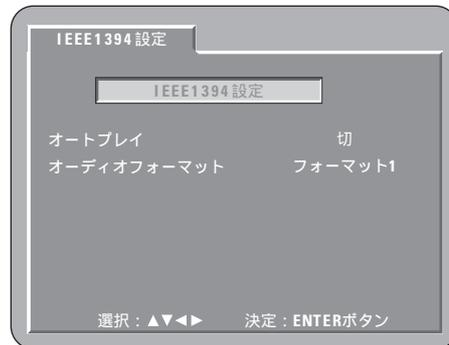 IEEE1394設定
IEEE1394設定
オートプレイ 切
オーディオフォーマット フォーマット1
選択：▲▼◀▶ 決定：ENTERボタン